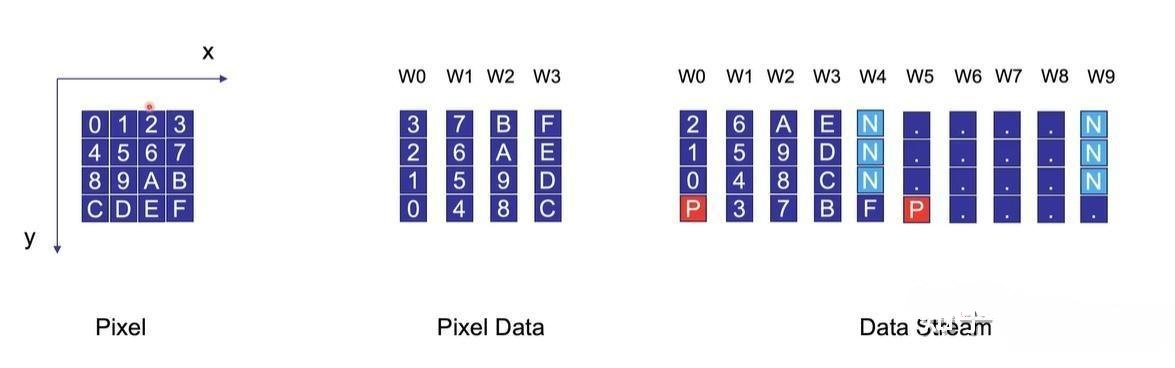 x
W0 W1 W2 W3 W0 W1 W2 W3 W4 W5 W6 W7 W8 W9
0 1 2 3 3 7 B F 2 6 A E N . . . . N
4 5 6 7 2 6 A E 1 5 9 D N . . . . N
8 9 A B 1 5 9 D 0 4 8 C N . . . . N
C D E F 0 4 8 C P 3 7 B F P . . . .
y
Pixel Pixel Data Data Stream